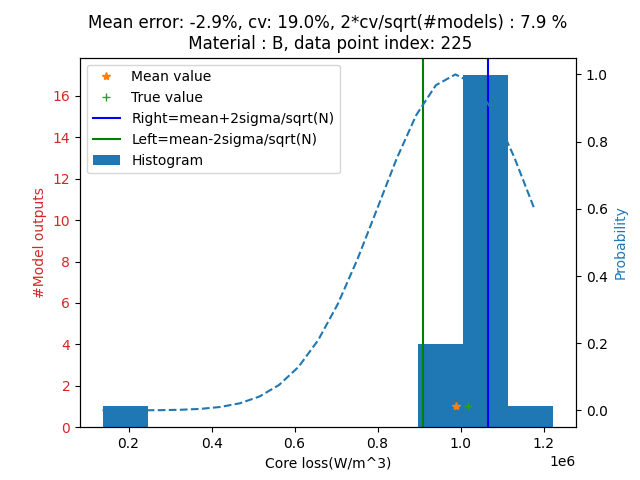 Mean error: -2.9%, cv: 19.0%, 2*cv/sqrt(#models) : 7.9 %
Material : B, data point index: 225
Mean value
True value
Right=mean+2sigma/sqrt(N)
Left=mean-2sigma/sqrt(N)
Histogram
#Model outputs
16
14
12
10
8
6
4
2
0
1.0
0.8
0.6
0.4
0.2
0.0
Probability
0.2
0.4
0.6
0.8
1.0
1.2
1e6
Core loss(W/m^3)